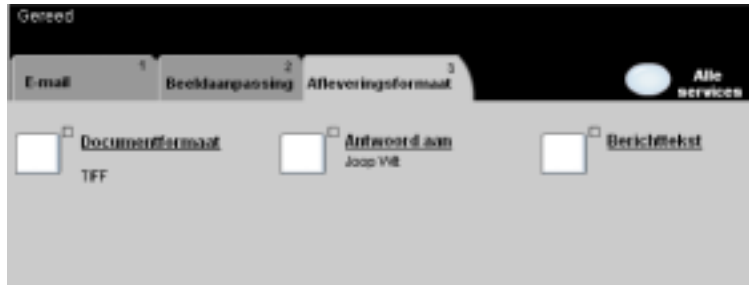 Gereed
E-mail 1
Beeldaanpassing 2
Afleveringsformaat 3
Alle services
Documentformaat
TIFF
Antwoord aan
Joop Wit
Berichttekst